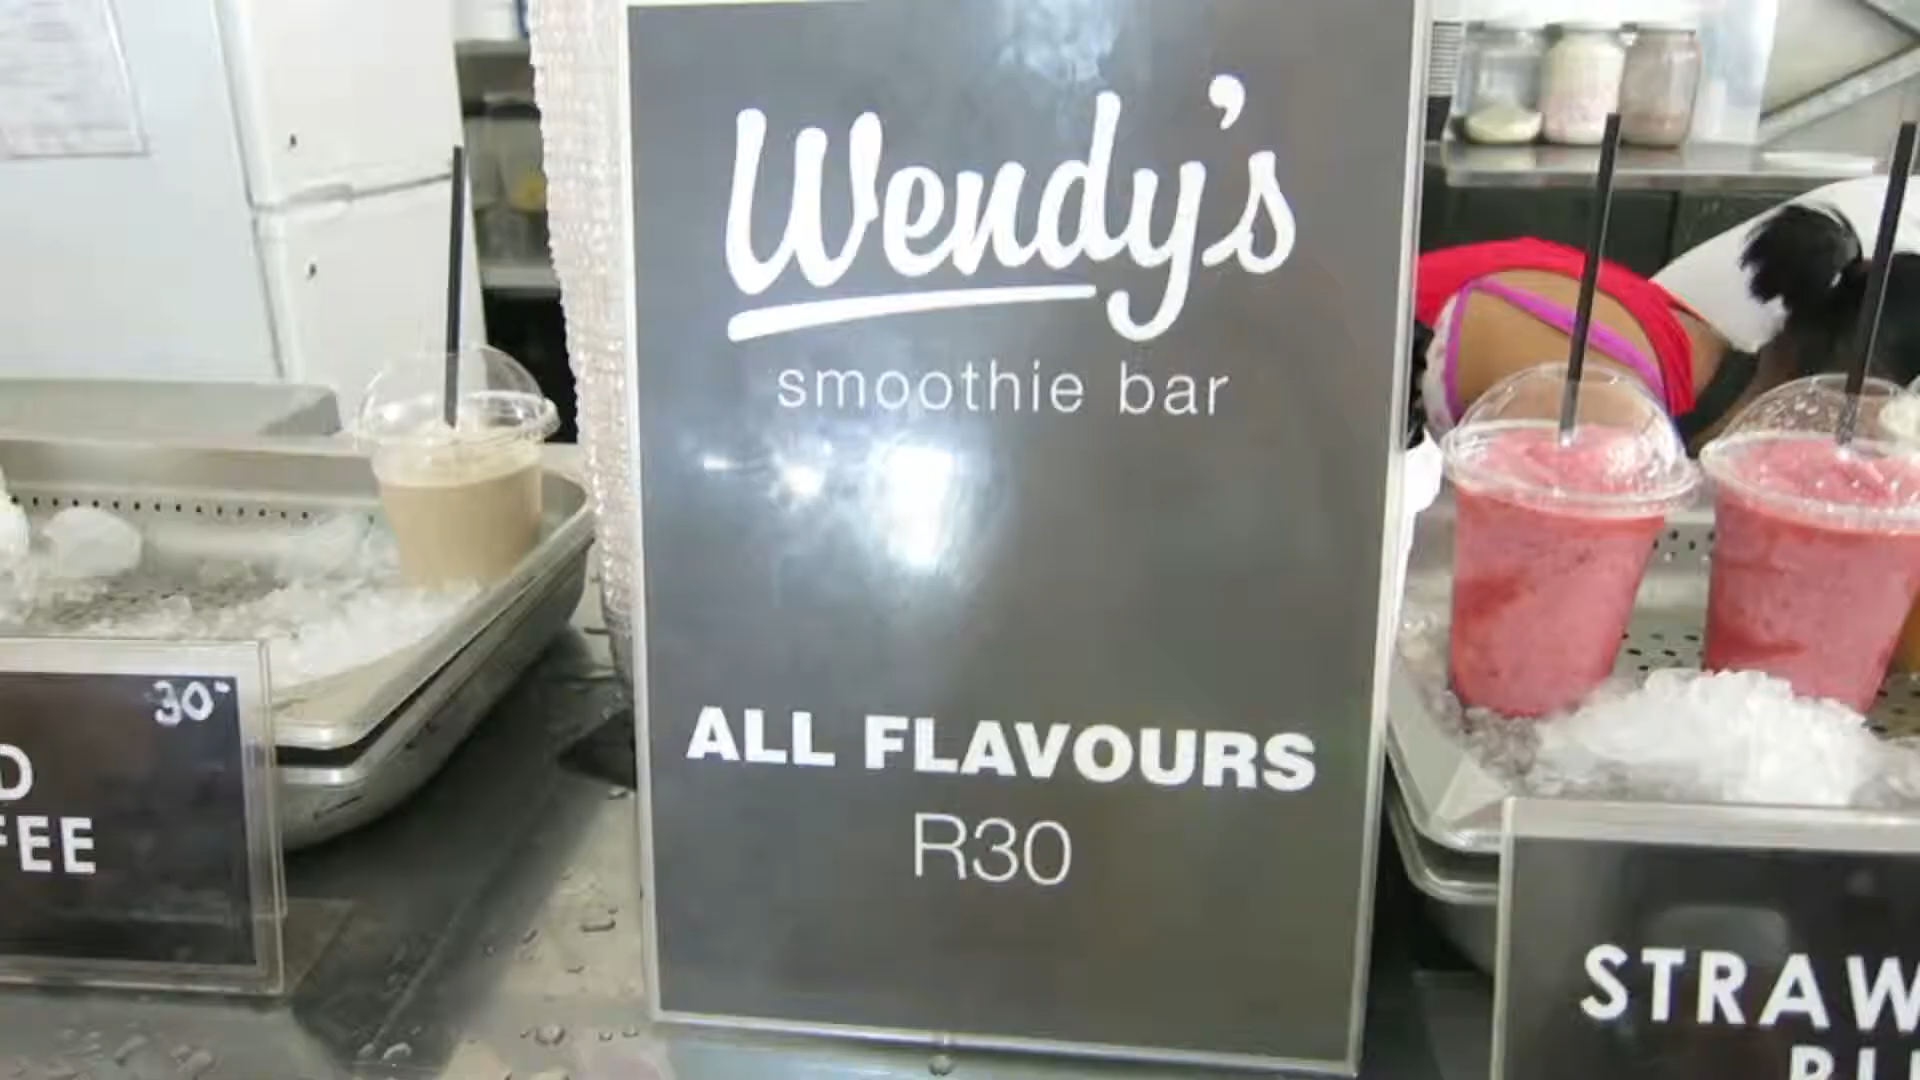 Wendy's
smoothie bar
ALL FLAVOURS
R30
30-
D
FEE
STRAW